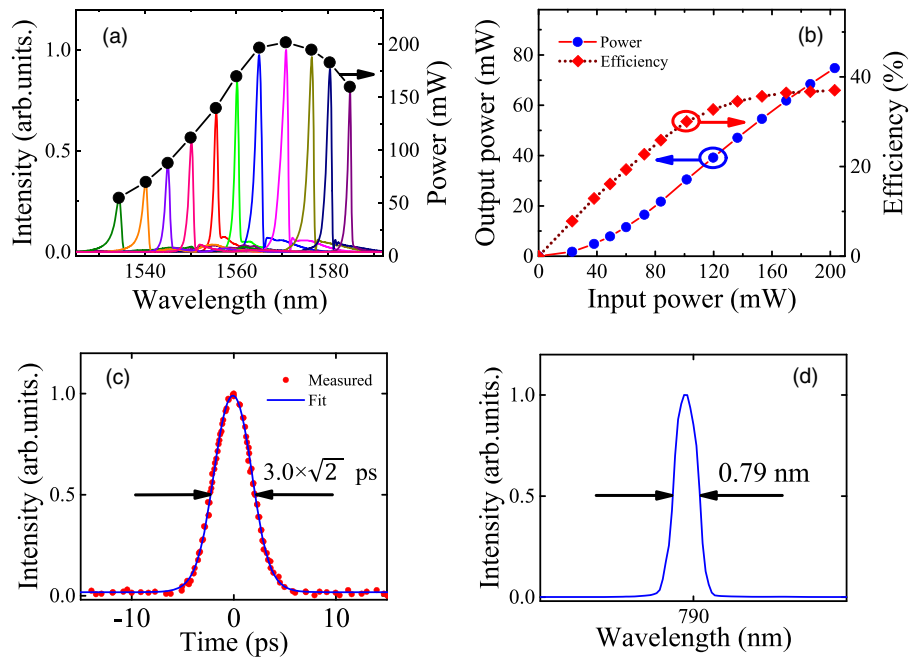 (a)
Intensity (arb.units.)
1.0
0.5
0.0
200
150
100
50
0
Power (mW)
1540
1560
1580
Wavelength (nm)
(b)
Power
Efficiency
Output power (mW)
80
60
40
20
0
40
20
0
Efficiency (%)
0
40
80
120
160
200
Input power (mW)
(c)
Measured
Fit
Intensity (arb.units.)
1.0
0.5
0.0
3.0×√2 ps
-10
0
10
Time (ps)
(d)
Intensity (arb.units.)
1.0
0.5
0.0
0.79 nm
790
Wavelength (nm)